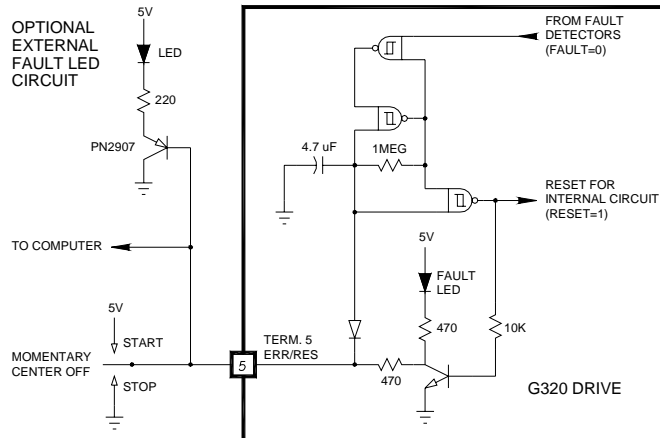 OPTIONAL
EXTERNAL
FAULT LED
CIRCUIT
5V
LED
220
PN2907
TO COMPUTER
5V
START
MOMENTARY
CENTER OFF
STOP
5
TERM. 5
ERR/RES
FROM FAULT
DETECTORS
(FAULT=0)
4.7 uF
1MEG
RESET FOR
INTERNAL CIRCUIT
(RESET=1)
5V
FAULT
LED
470
10K
470
G320 DRIVE